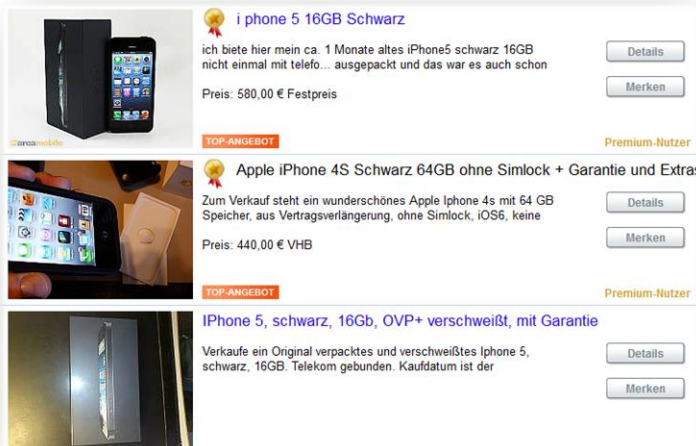 i phone 5 16GB Schwarz
ich biete hier mein ca. 1 Monate altes iPhone5 schwarz 16GB
nicht einmal mit telefo... ausgepackt und das war es auch schon
Preis: 580,00 € Festpreis
Details
Merken
areamobile
TOP-ANGEBOT
Premium-Nutzer
Apple iPhone 4S Schwarz 64GB ohne Simlock + Garantie und Extras
Zum Verkauf steht ein wunderschönes Apple Iphone 4s mit 64 GB
Speicher, aus Vertragsverlängerung, ohne Simlock, iOS6, keine
Preis: 440,00 € VHB
Details
Merken
TOP-ANGEBOT
Premium-Nutzer
IPhone 5, schwarz, 16Gb, OVP+ verschweißt, mit Garantie
Verkaufe ein Original verpacktes und verschweißtes Iphone 5,
schwarz, 16GB. Telekom gebunden. Kaufdatum ist der
Details
Merken